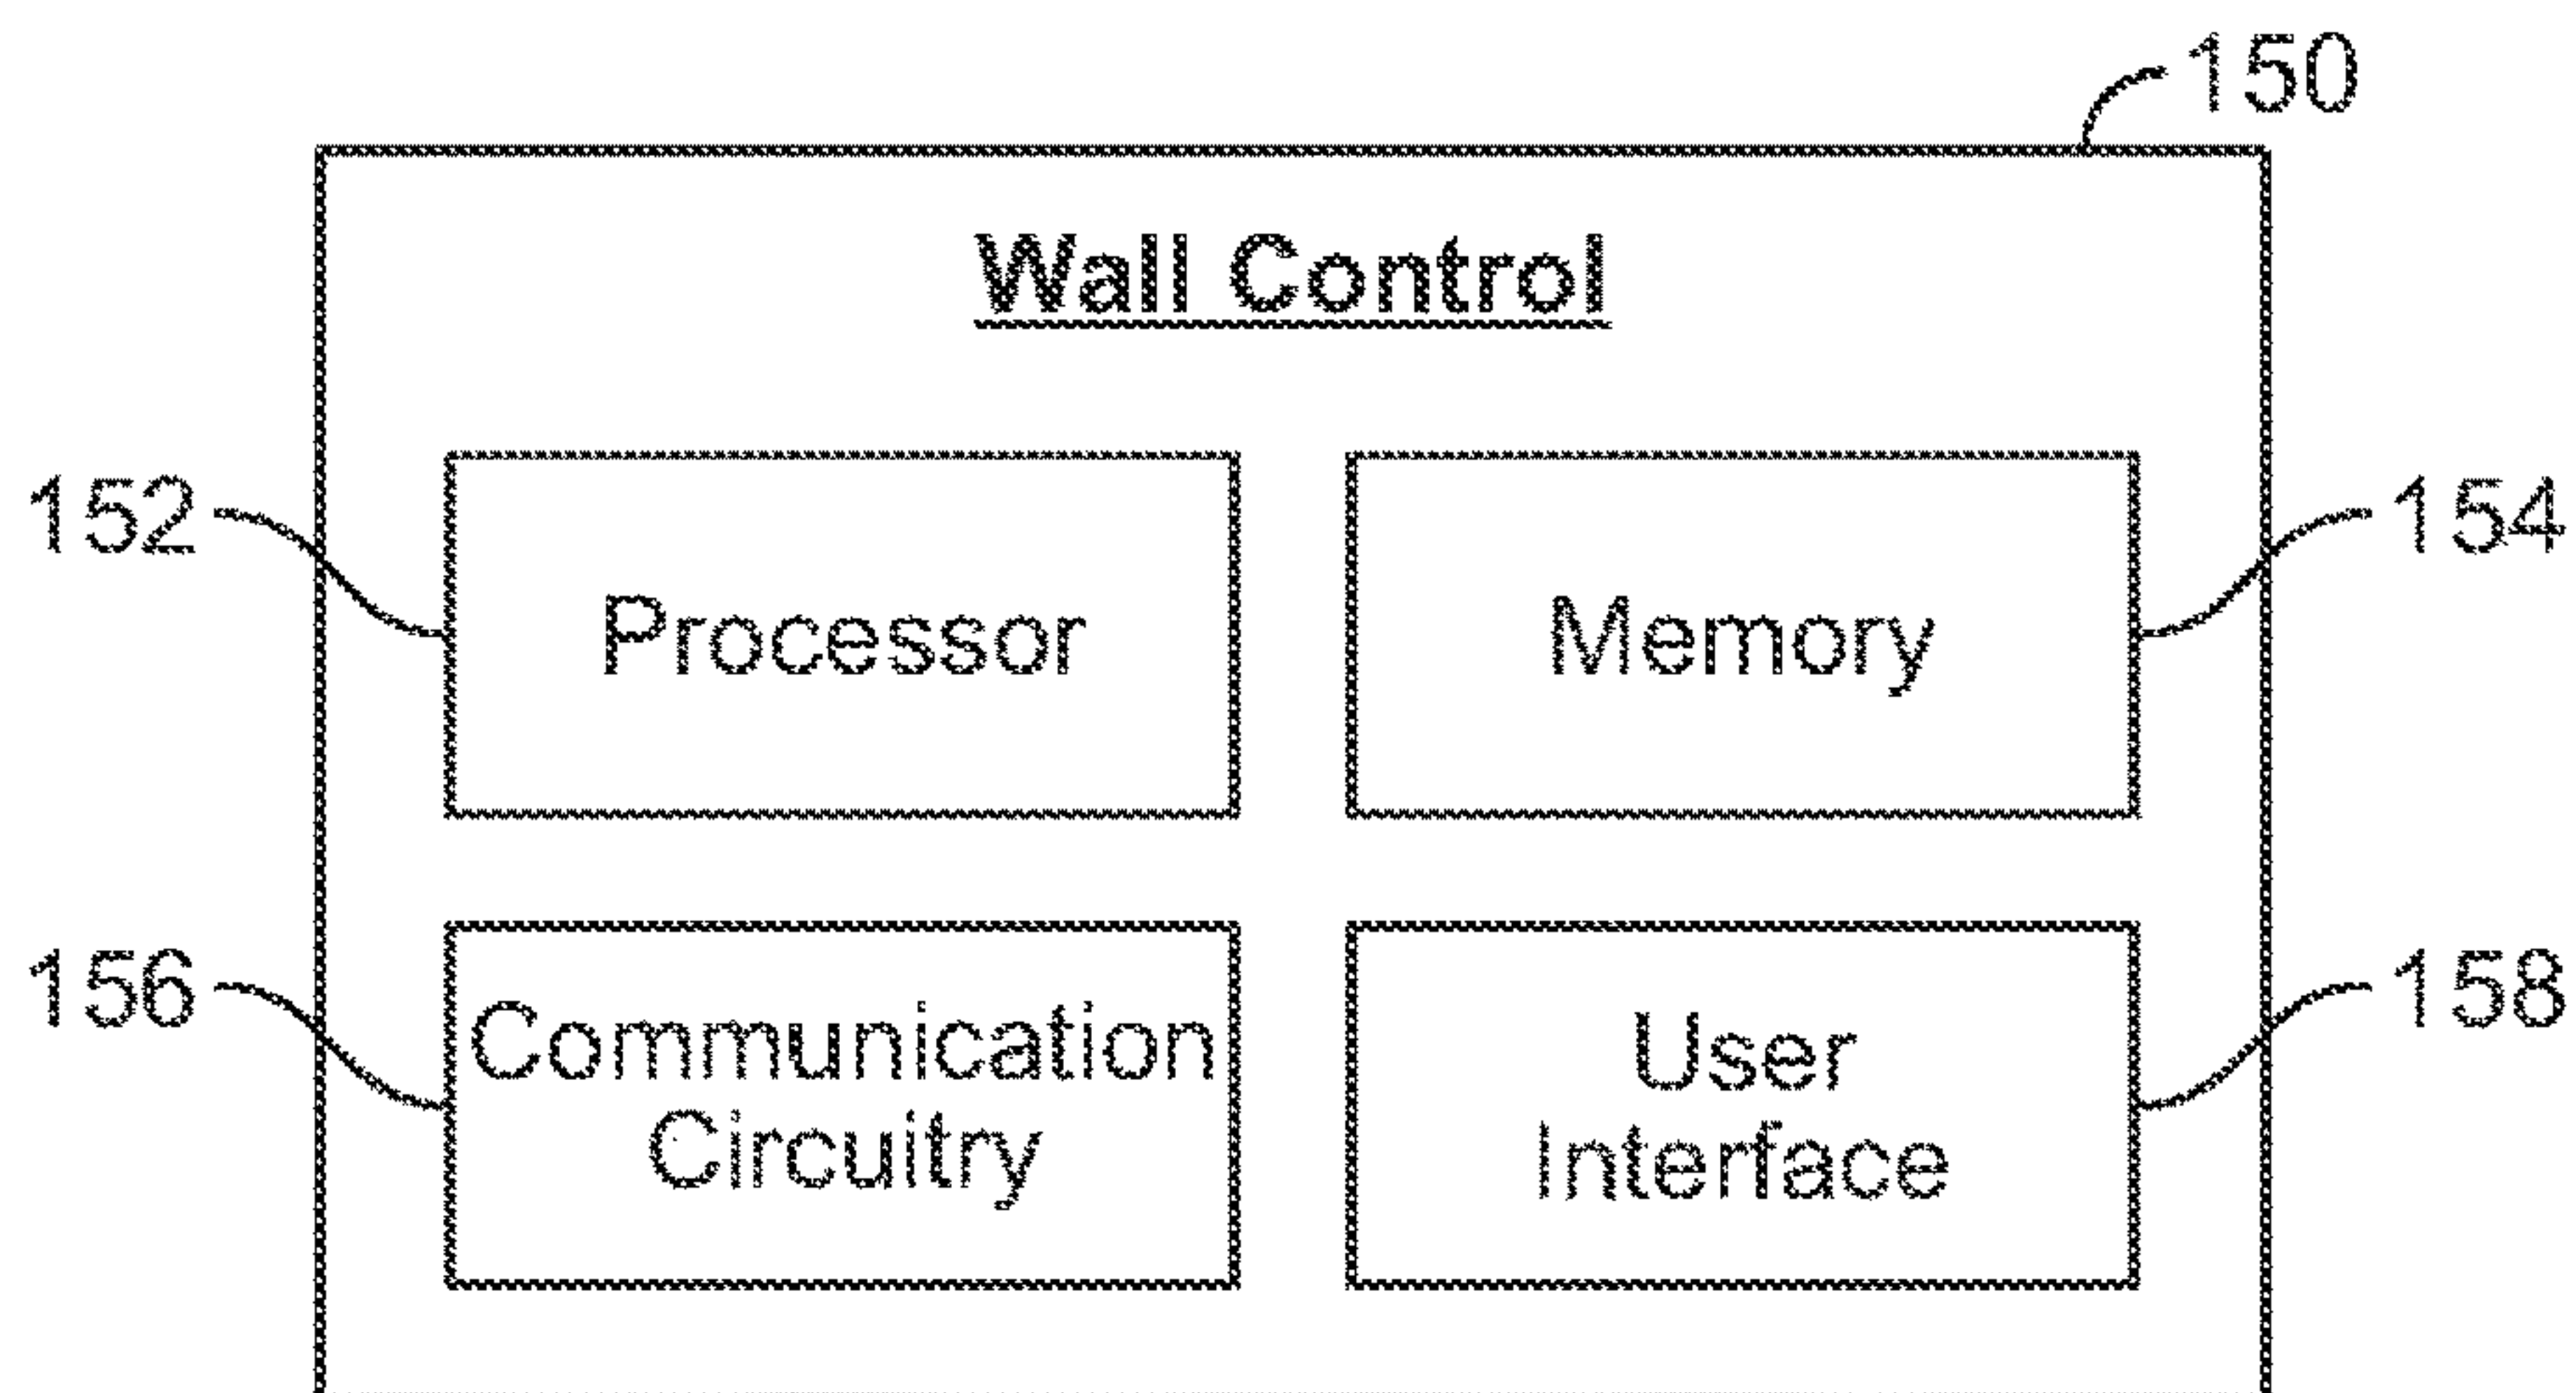 150
Wall Control
152
Processor
Memory
154
156
Communication
Circuitry
User
Interface
158